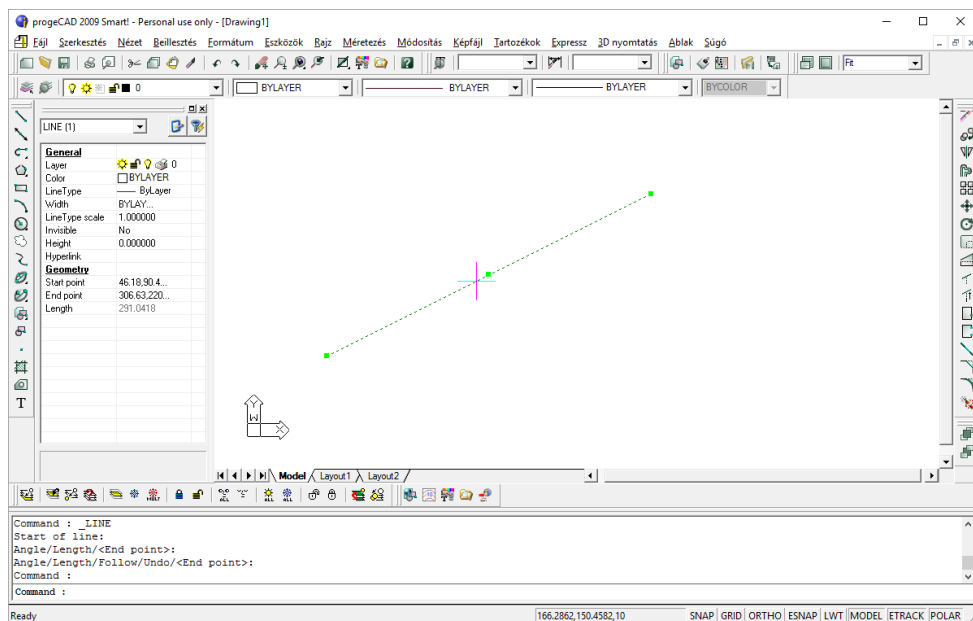 progeCAD 2009 Smart! - Personal use only - [Drawing1]
Fájl Szerkesztés Nézet Beillesztés Formátum Eszközök Rajz Méretezés Módosítás Képfájl Tartozékok Expressz 3D nyomtatás Ablak Súgó
Fit
0 BYLAYER BYLAYER BYLAYER BYCOLOR
LINE (1)
General
Layer 0
Color BYLAYER
LineType ByLayer
Width BYLAY...
LineType scale 1.000000
Invisible No
Height 0.000000
Hyperlink
Geometry
Start point 46.18,90.4...
End point 306.63,220...
Length 291.0418
Y
W
X
T
Model Layout1 Layout2
Command : _LINE
Start of line:
Angle/Length/<End point>:
Angle/Length/Follow/Undo/<End point>:
Command :
Command :
Ready 166.2862,150.4582,10 SNAP GRID ORTHO ESNAP LWT MODEL ETRACK POLAR